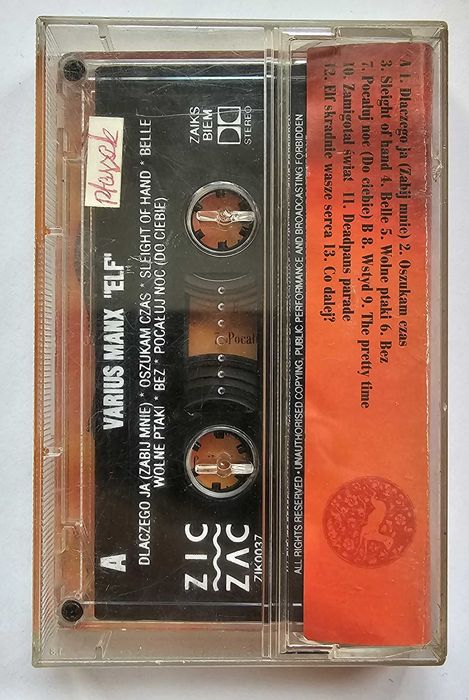 A 1. Dlaczego ja (Zabij mnie) 2. Oszukam czas
3. Sleight of hand 4. Belle 5. Wolne ptaki 6. Bez
7. Pocałuj noc (Do ciebie) B 8. Wstyd 9. The pretty time
10. Zamigotał świat 11. Deadpans parade
12. Elf skradnie wasze serca 13. Co dalej?
ALL RIGHTS RESERVED • UNAUTHORISED COPYING, PUBLIC PERFORMANCE AND BROADCASTING FORBIDDEN
ZIC
ZAC
ZIK0037
ZAIKS
BIEM
STEREO
Pocał
A
DLACZEGO JA (ZABIJ MNIE) * OSZUKAM CZAS * SLEIGHT OF HAND * BELLE
WOLNE PTAKI * BEZ * POCAŁUJ NOC (DO CIEBIE)
VARIUS MANX "ELF"